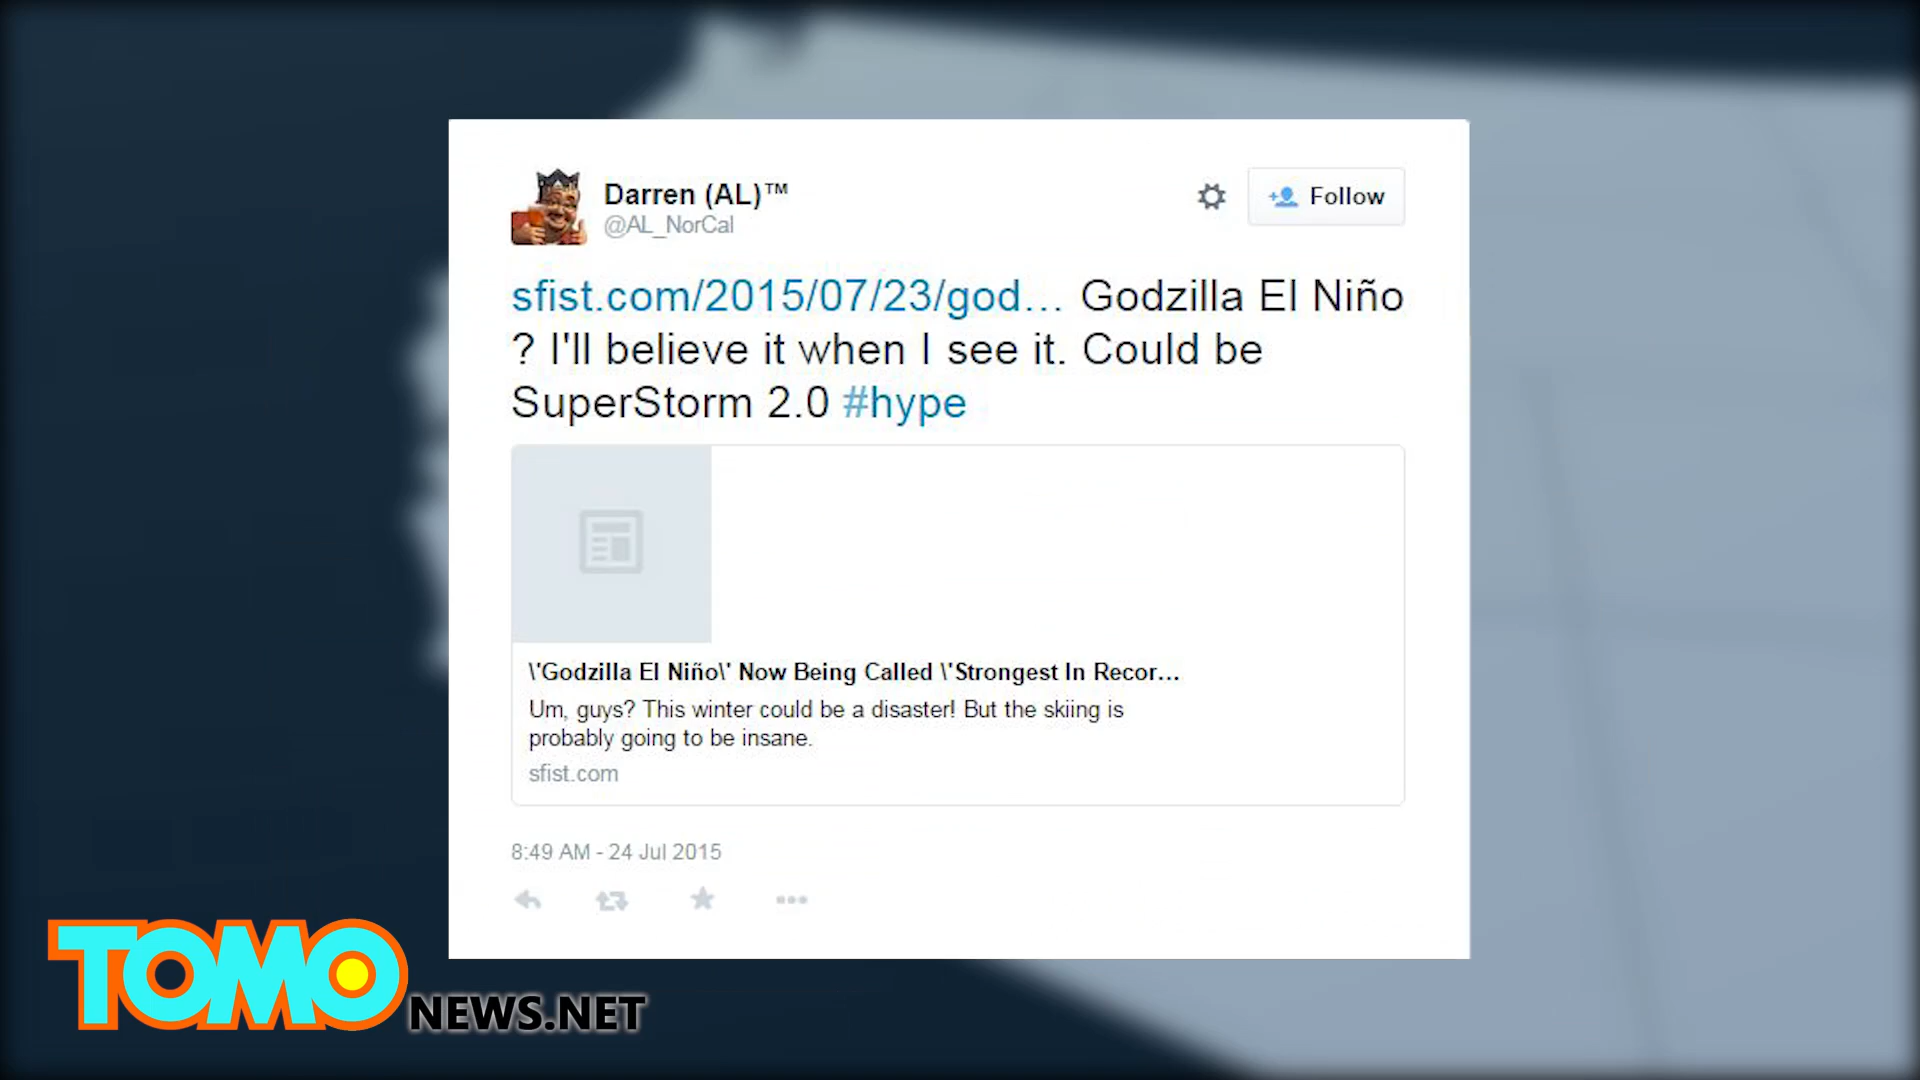 Darren (AL)™
@AL_NorCal
Follow
sfist.com/2015/07/23/god... Godzilla El Niño
? I'll believe it when I see it. Could be
SuperStorm 2.0 #hype
\'Godzilla El Niño\' Now Being Called \'Strongest In Recor...
Um, guys? This winter could be a disaster! But the skiing is
probably going to be insane.
sfist.com
8:49 AM - 24 Jul 2015
TOMO NEWS.NET